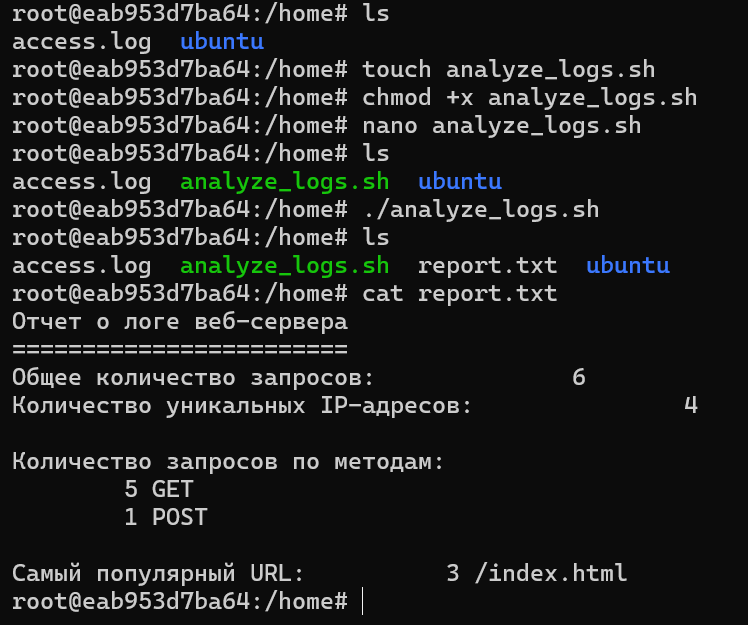 root@eab953d7ba64:/home# ls
access.log  ubuntu
root@eab953d7ba64:/home# touch analyze_logs.sh
root@eab953d7ba64:/home# chmod +x analyze_logs.sh
root@eab953d7ba64:/home# nano analyze_logs.sh
root@eab953d7ba64:/home# ls
access.log  analyze_logs.sh  ubuntu
root@eab953d7ba64:/home# ./analyze_logs.sh
root@eab953d7ba64:/home# ls
access.log  analyze_logs.sh  report.txt  ubuntu
root@eab953d7ba64:/home# cat report.txt
Отчет о логе веб-сервера
========================
Общее количество запросов:              6
Количество уникальных IP-адресов:               4

Количество запросов по методам:
        5 GET
        1 POST

Самый популярный URL:          3 /index.html
root@eab953d7ba64:/home#